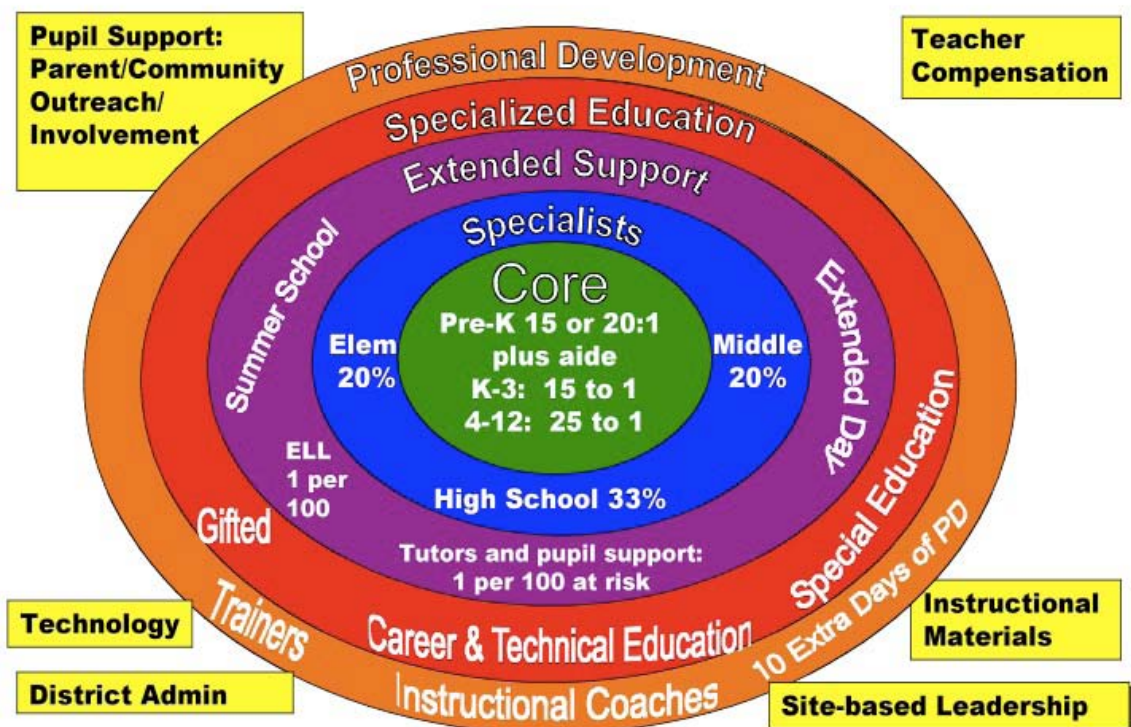 Pupil Support:
Parent/Community
Outreach/
Involvement
Teacher
Compensation
Professional Development
Specialized Education
Extended Support
Specialists
Core
Pre-K 15 or 20:1
plus aide
K-3: 15 to 1
4-12: 25 to 1
Elem
20%
Middle
20%
High School 33%
Summer School
Extended Day
ELL
1 per
100
Tutors and pupil support:
1 per 100 at risk
Gifted
Career & Technical Education
Special Education
Trainers
Instructional Coaches
10 Extra Days of PD
Technology
District Admin
Instructional
Materials
Site-based Leadership